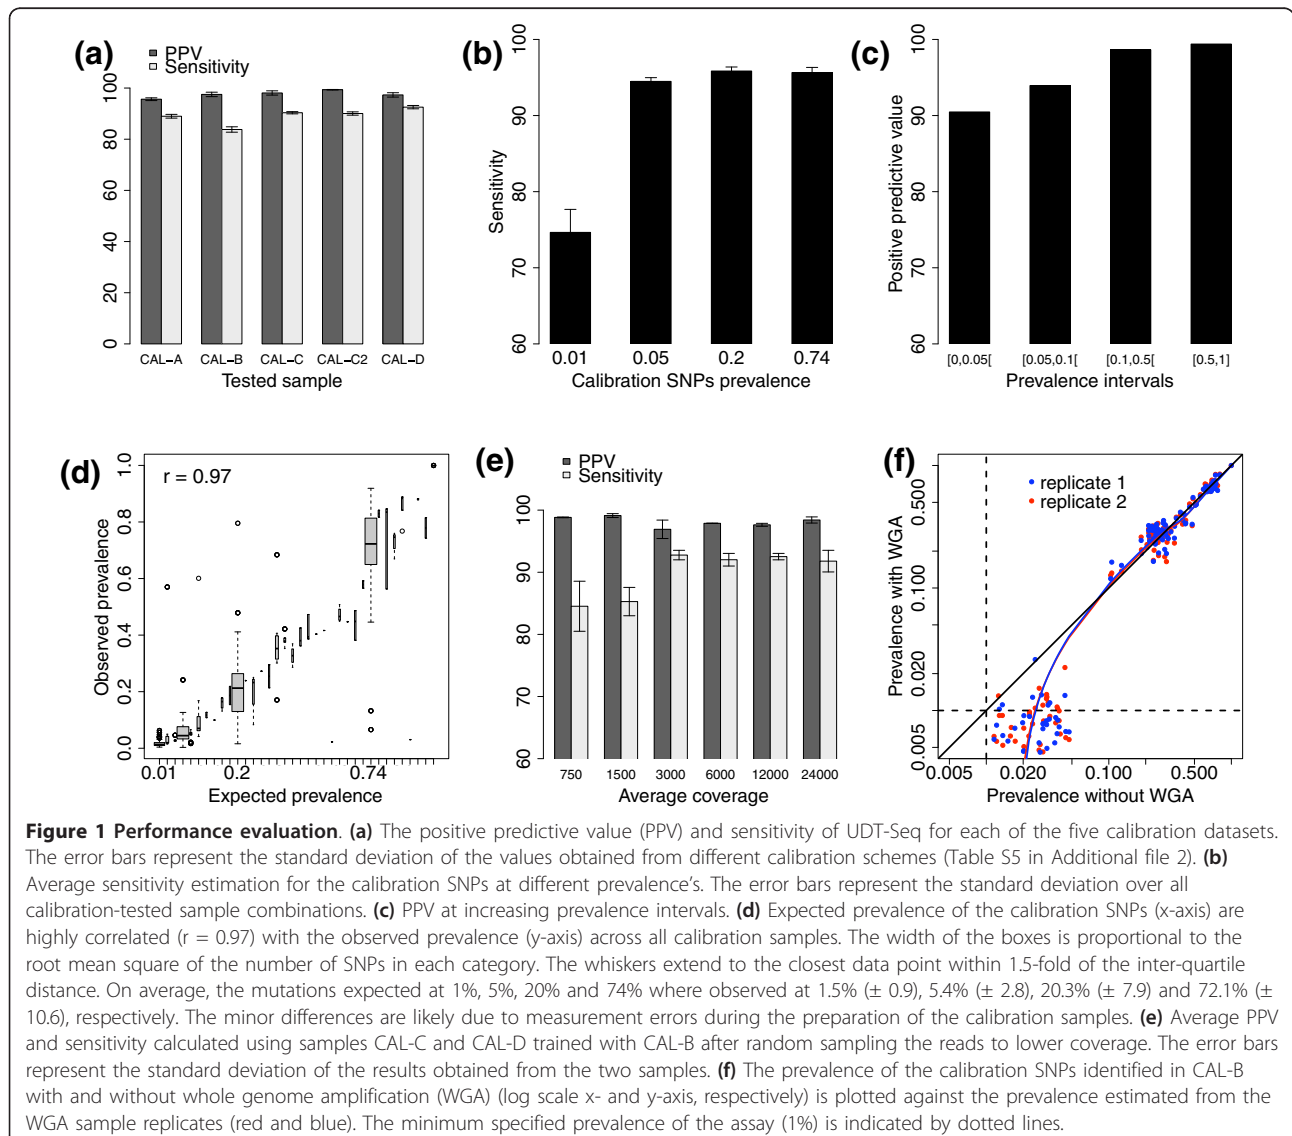 (a)
PPV
Sensitivity
0 20 40 60 80 100
CAL−A CAL−B CAL−C CAL−C2 CAL−D
Tested sample
(b)
Sensitivity
60 70 80 90 100
0.01 0.05 0.2 0.74
Calibration SNPs prevalence
(c)
Positive predictive value
60 70 80 90 100
[0,0.05[ [0.05,0.1[ [0.1,0.5[ [0.5,1]
Prevalence intervals
(d)
r = 0.97
Observed prevalence
0.0 0.2 0.4 0.6 0.8 1.0
0.01 0.2 0.74
Expected prevalence
(e)
PPV
Sensitivity
60 70 80 90 100
750 1500 3000 6000 12000 24000
Average coverage
(f)
replicate 1
replicate 2
Prevalence with WGA
0.005 0.020 0.100 0.500
0.005 0.020 0.100 0.500
Prevalence without WGA
Figure 1 Performance evaluation. (a) The positive predictive value (PPV) and sensitivity of UDT-Seq for each of the five calibration datasets.
The error bars represent the standard deviation of the values obtained from different calibration schemes (Table S5 in Additional file 2). (b)
Average sensitivity estimation for the calibration SNPs at different prevalence's. The error bars represent the standard deviation over all
calibration-tested sample combinations. (c) PPV at increasing prevalence intervals. (d) Expected prevalence of the calibration SNPs (x-axis) are
highly correlated (r = 0.97) with the observed prevalence (y-axis) across all calibration samples. The width of the boxes is proportional to the
root mean square of the number of SNPs in each category. The whiskers extend to the closest data point within 1.5-fold of the inter-quartile
distance. On average, the mutations expected at 1%, 5%, 20% and 74% where observed at 1.5% (± 0.9), 5.4% (± 2.8), 20.3% (± 7.9) and 72.1% (±
10.6), respectively. The minor differences are likely due to measurement errors during the preparation of the calibration samples. (e) Average PPV
and sensitivity calculated using samples CAL-C and CAL-D trained with CAL-B after random sampling the reads to lower coverage. The error bars
represent the standard deviation of the results obtained from the two samples. (f) The prevalence of the calibration SNPs identified in CAL-B
with and without whole genome amplification (WGA) (log scale x- and y-axis, respectively) is plotted against the prevalence estimated from the
WGA sample replicates (red and blue). The minimum specified prevalence of the assay (1%) is indicated by dotted lines.